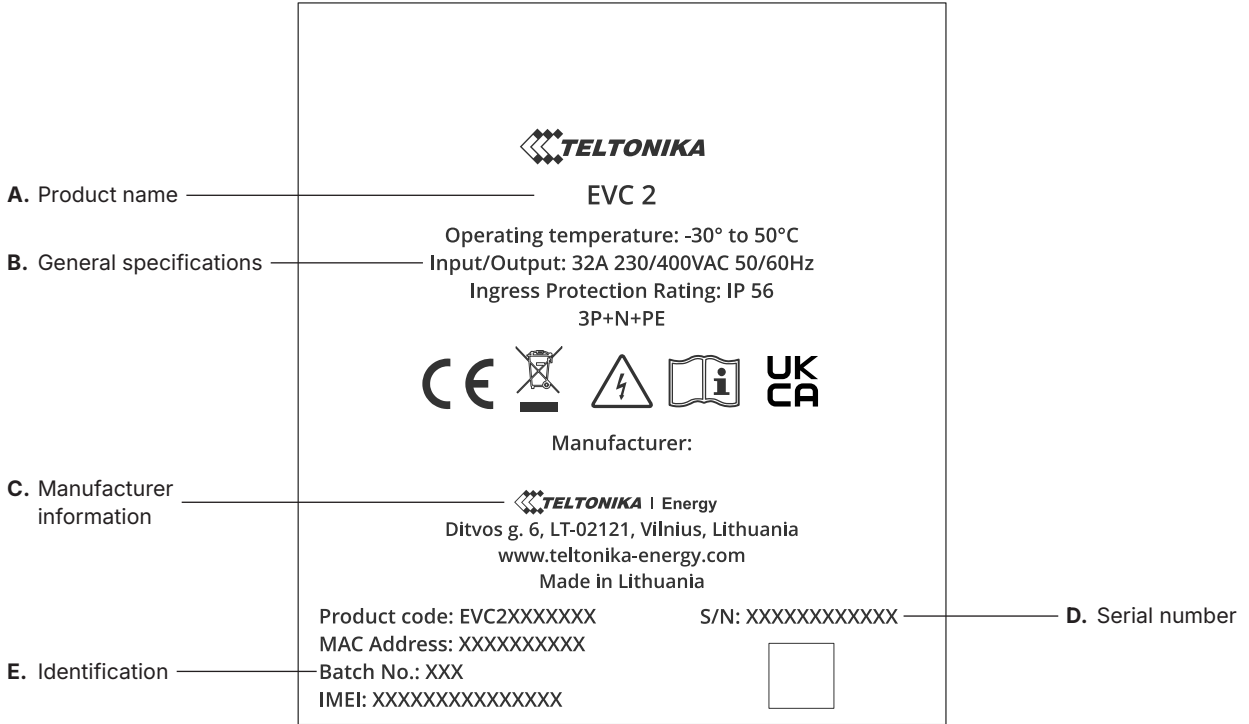 TELTONIKA
A. Product name
EVC 2
Operating temperature: -30° to 50°C
B. General specifications
Input/Output: 32A 230/400VAC 50/60Hz
Ingress Protection Rating: IP 56
3P+N+PE
CE
UK
CA
Manufacturer:
C. Manufacturer
information
TELTONIKA | Energy
Ditvos g. 6, LT-02121, Vilnius, Lithuania
www.teltonika-energy.com
Made in Lithuania
Product code: EVC2XXXXXXX
S/N: XXXXXXXXXXXX
D. Serial number
MAC Address: XXXXXXXXXX
E. Identification
Batch No.: XXX
IMEI: XXXXXXXXXXXXXXX